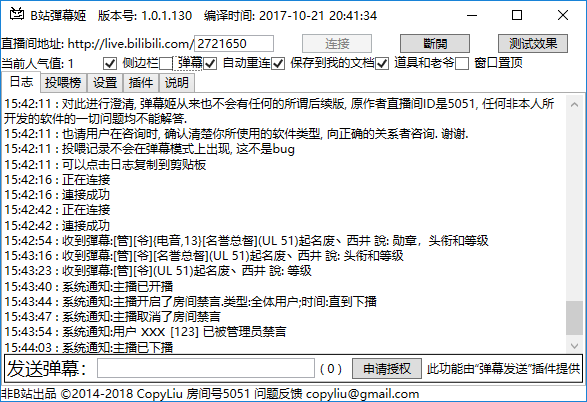 B站彈幕姬 版本号: 1.0.1.130 编译时间: 2017-10-21 20:41:34
直播间地址: http://live.bilibili.com/ 2721650 连接 斷開 测试效果
当前人气值: 1 侧边栏 弹幕 自动重连 保存到我的文档 道具和老爷 窗口置顶
日志 投喂榜 设置 插件 说明
15:42:11 : 对此进行澄清, 弹幕姬从来也不会有任何的所谓后续版, 原作者直播间ID是5051, 任何非本人所
开发的软件的一切问题均不能解答.
15:42:11 : 也请用户在咨询时, 确认清楚你所使用的软件类型, 向正确的关系者咨询. 谢谢.
15:42:11 : 投喂记录不会在弹幕模式上出现, 这不是bug
15:42:11 : 可以点击日志复制到剪贴板
15:42:16 : 正在连接
15:42:16 : 連接成功
15:42:42 : 正在连接
15:42:42 : 連接成功
15:42:54 : 收到彈幕:[管][爷]{电音,13}[名誉总督](UL 51)起名废丶西井 說: 勋章，头衔和等级
15:43:16 : 收到彈幕:[管][爷][名誉总督](UL 51)起名废丶西井 說: 头衔和等级
15:43:23 : 收到彈幕:[管][爷](UL 51)起名废丶西井 說: 等级
15:43:40 : 系统通知:主播已开播
15:43:44 : 系统通知:主播开启了房间禁言.类型:全体用户;时间:直到下播
15:43:47 : 系统通知:主播取消了房间禁言
15:43:54 : 系统通知:用户 XXX [123] 已被管理员禁言
15:44:03 : 系统通知:主播已下播
发送弹幕: ( 0 ) 申请授权 此功能由“弹幕发送”插件提供
非B站出品 ©2014-2018 CopyLiu 房间号5051 问题反馈 copyliu@gmail.com